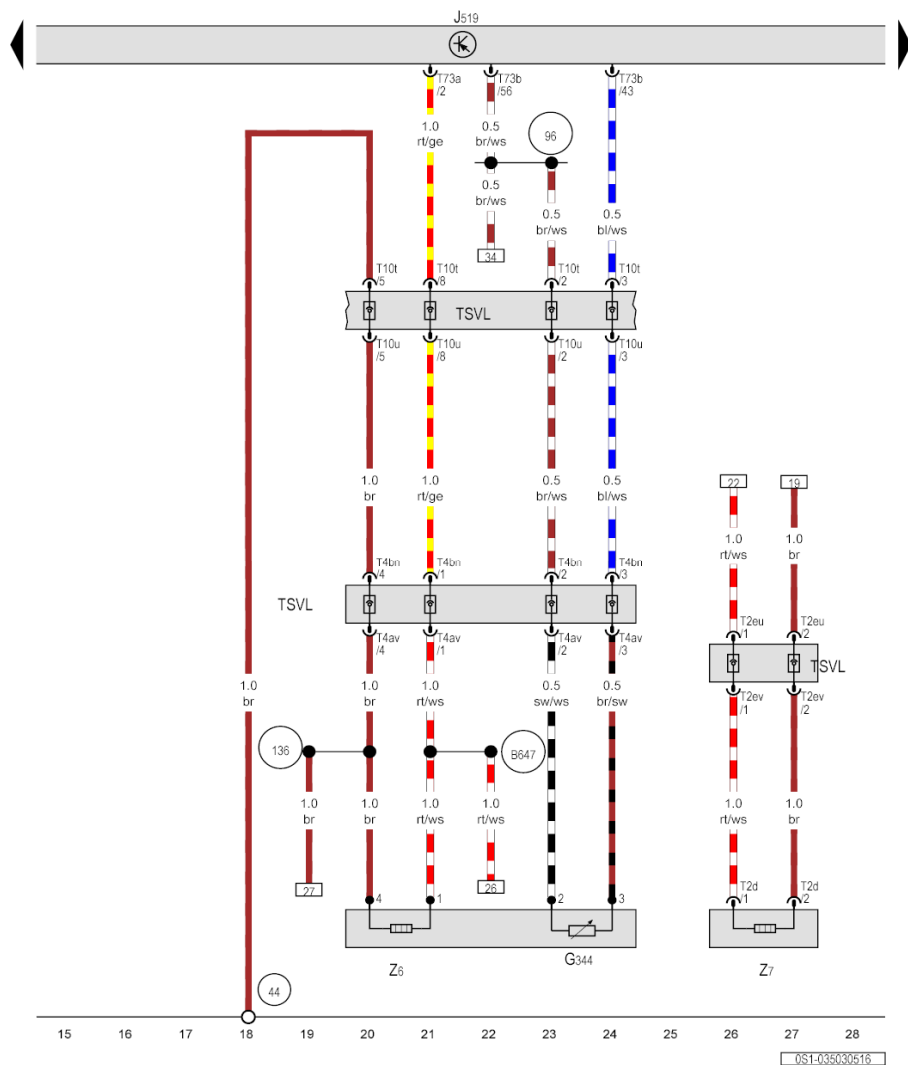 J519
T73a
/2
T73b
/56
T73b
/43
1.0
rt/ge
0.5
br/ws
96
0.5
br/ws
0.5
br/ws
0.5
bl/ws
34
T10t
/5
T10t
/8
T10t
/2
T10t
/3
TSVL
T10u
/5
T10u
/8
T10u
/2
T10u
/3
1.0
br
1.0
rt/ge
0.5
br/ws
0.5
bl/ws
22
19
1.0
rt/ws
1.0
br
T4bn
/4
T4bn
/1
T4bn
/2
T4bn
/3
TSVL
T4av
/4
T4av
/1
T4av
/2
T4av
/3
T2eu
/1
T2eu
/2
TSVL
T2ev
/1
T2ev
/2
1.0
br
1.0
br
1.0
rt/ws
0.5
sw/ws
0.5
br/sw
136
B647
1.0
br
1.0
br
1.0
rt/ws
1.0
rt/ws
1.0
rt/ws
1.0
br
27
26
4
1
2
3
T2d
/1
T2d
/2
Z6
G344
Z7
44
15 16 17 18 19 20 21 22 23 24 25 26 27 28
0S1-035030516